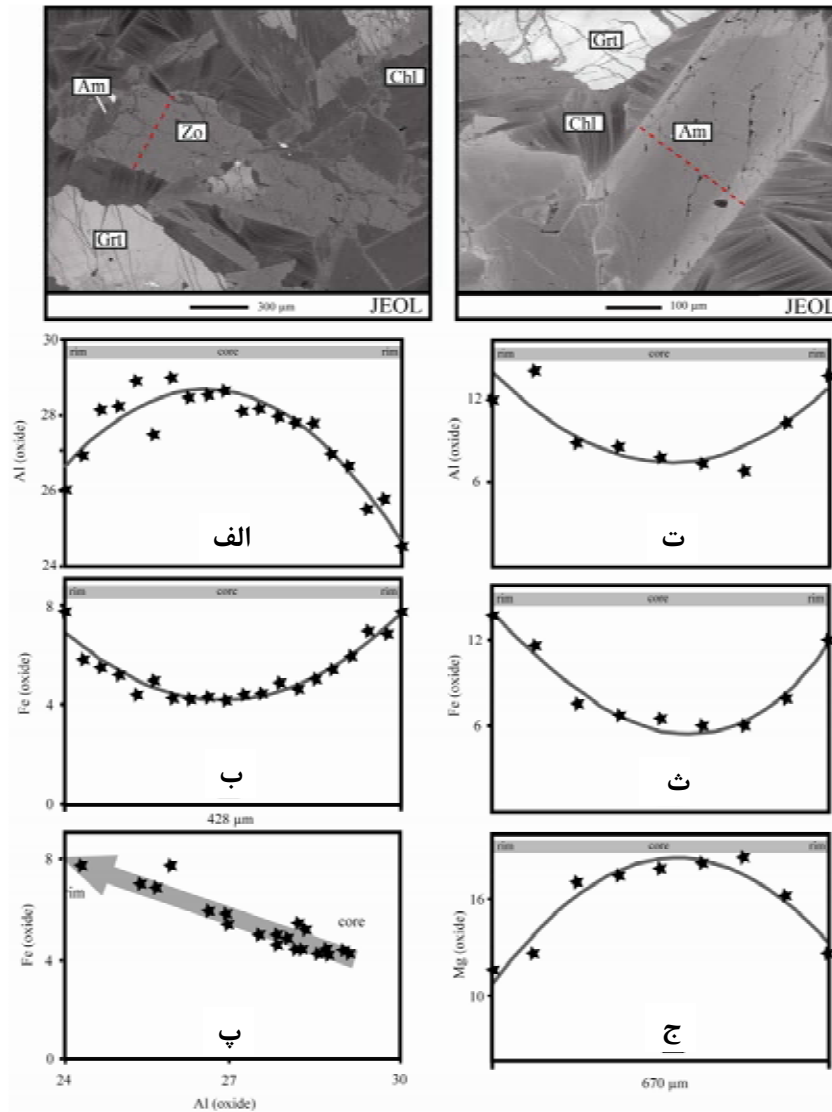 Am
Zo
Chl
Grt
300 µm
JEOL
Grt
Chl
Am
100 µm
JEOL
30
28
26
24
Al (oxide)
rim core rim
الف
12
6
Al (oxide)
rim core rim
ت
8
4
0
Fe (oxide)
rim core rim
ب
428 µm
12
6
Fe (oxide)
rim core rim
ث
8
4
0
Fe (oxide)
rim
core
پ
24 27 30
Al (oxide)
16
10
Mg (oxide)
rim core rim
ج
670 µm